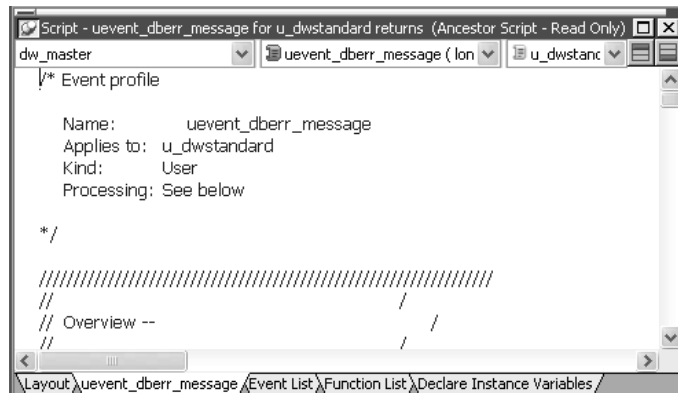 Script - uevent_dberr_message for u_dwstandard returns (Ancestor Script - Read Only)
dw_master uevent_dberr_message ( lon u_dwstanc
/* Event profile
Name: uevent_dberr_message
Applies to: u_dwstandard
Kind: User
Processing: See below
*/
////////////////////////////////////////////////////////////////
// /
// Overview -- /
// /
Layout uevent_dberr_message Event List Function List Declare Instance Variables